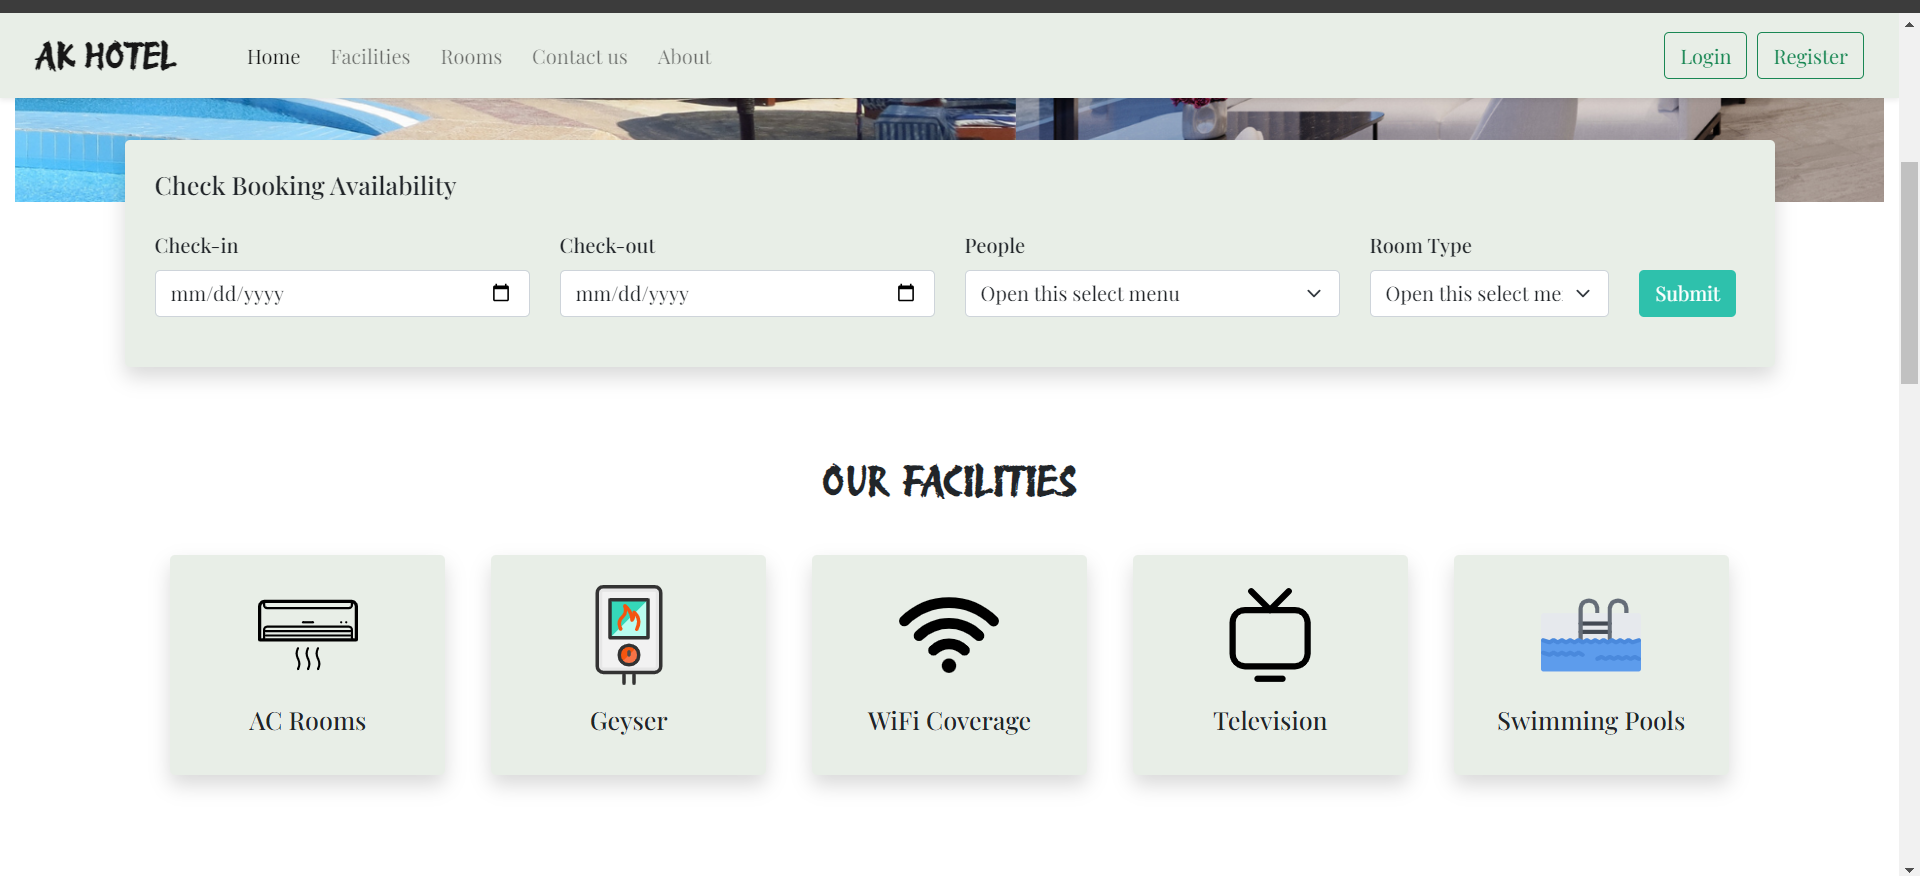 AK HOTEL
Home Facilities Rooms Contact us About
Login Register
Check Booking Availability
Check-in Check-out People Room Type
mm/dd/yyyy mm/dd/yyyy Open this select menu Open this select me Submit
OUR FACILITIES
AC Rooms Geyser WiFi Coverage Television Swimming Pools